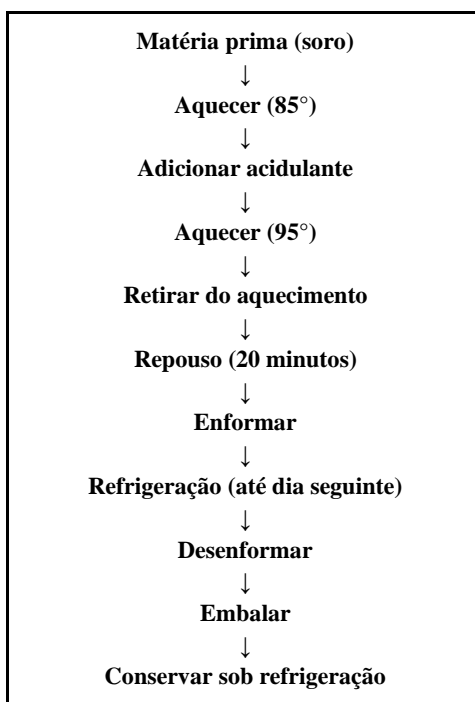 Matéria prima (soro)
↓
Aquecer (85°)
↓
Adicionar acidulante
↓
Aquecer (95°)
↓
Retirar do aquecimento
↓
Repouso (20 minutos)
↓
Enformar
↓
Refrigeração (até dia seguinte)
↓
Desenformar
↓
Embalar
↓
Conservar sob refrigeração